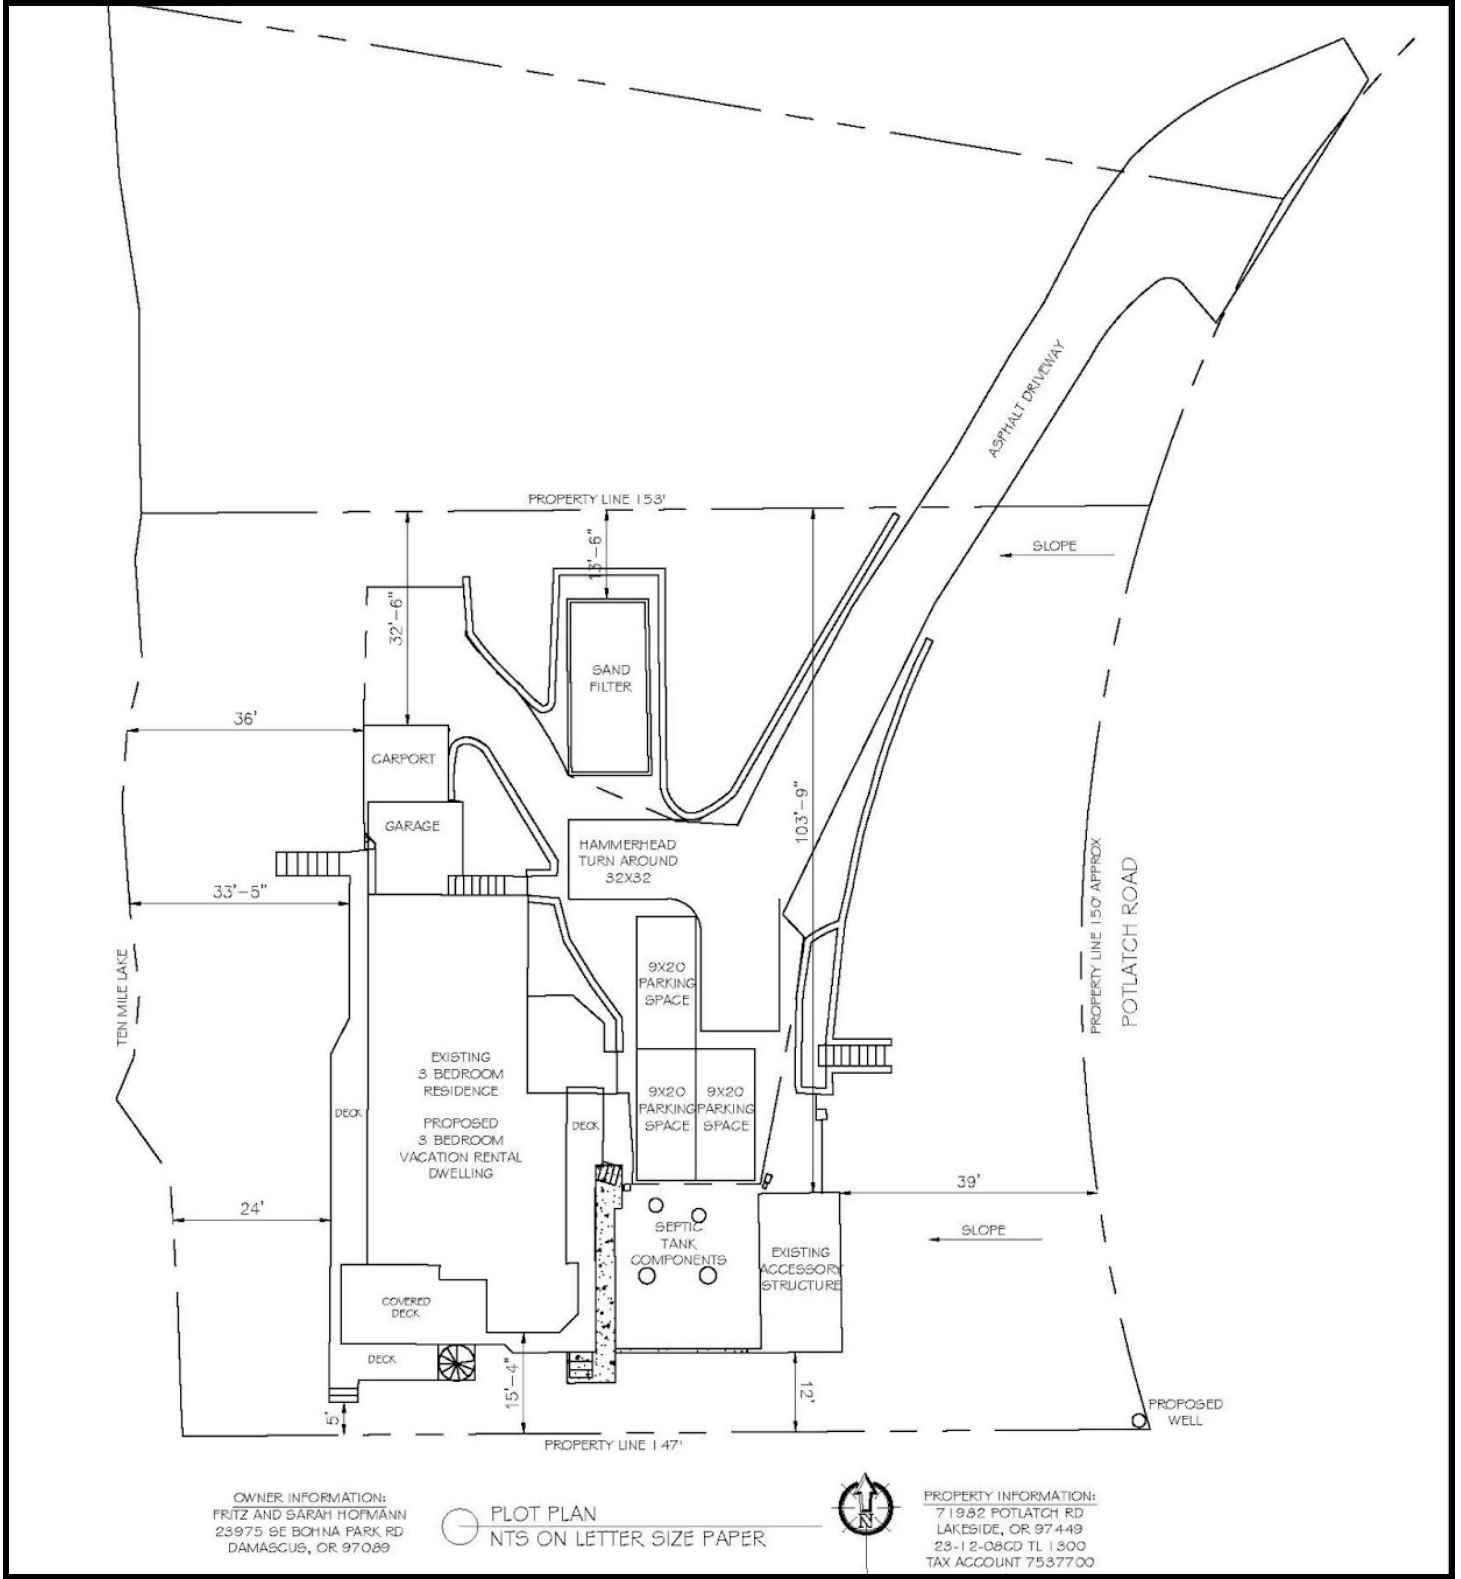 PROPERTY LINE 153'
ASPHALT DRIVEWAY
SLOPE
13'-6"
32'-6"
SAND
FILTER
36'
CARPORT
GARAGE
103'-9"
HAMMERHEAD
TURN AROUND
32X32
33'-5"
PROPERTY LINE 150' APPROX
POTLATCH ROAD
TEN MILE LAKE
9X20
PARKING
SPACE
EXISTING
3 BEDROOM
RESIDENCE
PROPOSED
3 BEDROOM
VACATION RENTAL
DWELLING
DECK
DECK
9X20
PARKING
SPACE
9X20
PARKING
SPACE
39'
24'
SLOPE
SEPTIC
TANK
COMPONENTS
EXISTING
ACCESSORY
STRUCTURE
COVERED
DECK
DECK
15'-4"
12'
5'
PROPOSED
WELL
PROPERTY LINE 147'
OWNER INFORMATION:
FRITZ AND SARAH HOFMANN
23975 SE BOHNA PARK RD
DAMASCUS, OR 97089
PLOT PLAN
NTS ON LETTER SIZE PAPER
N
PROPERTY INFORMATION:
71982 POTLATCH RD
LAKESIDE, OR 97449
23-12-08CD TL 1300
TAX ACCOUNT 7537700